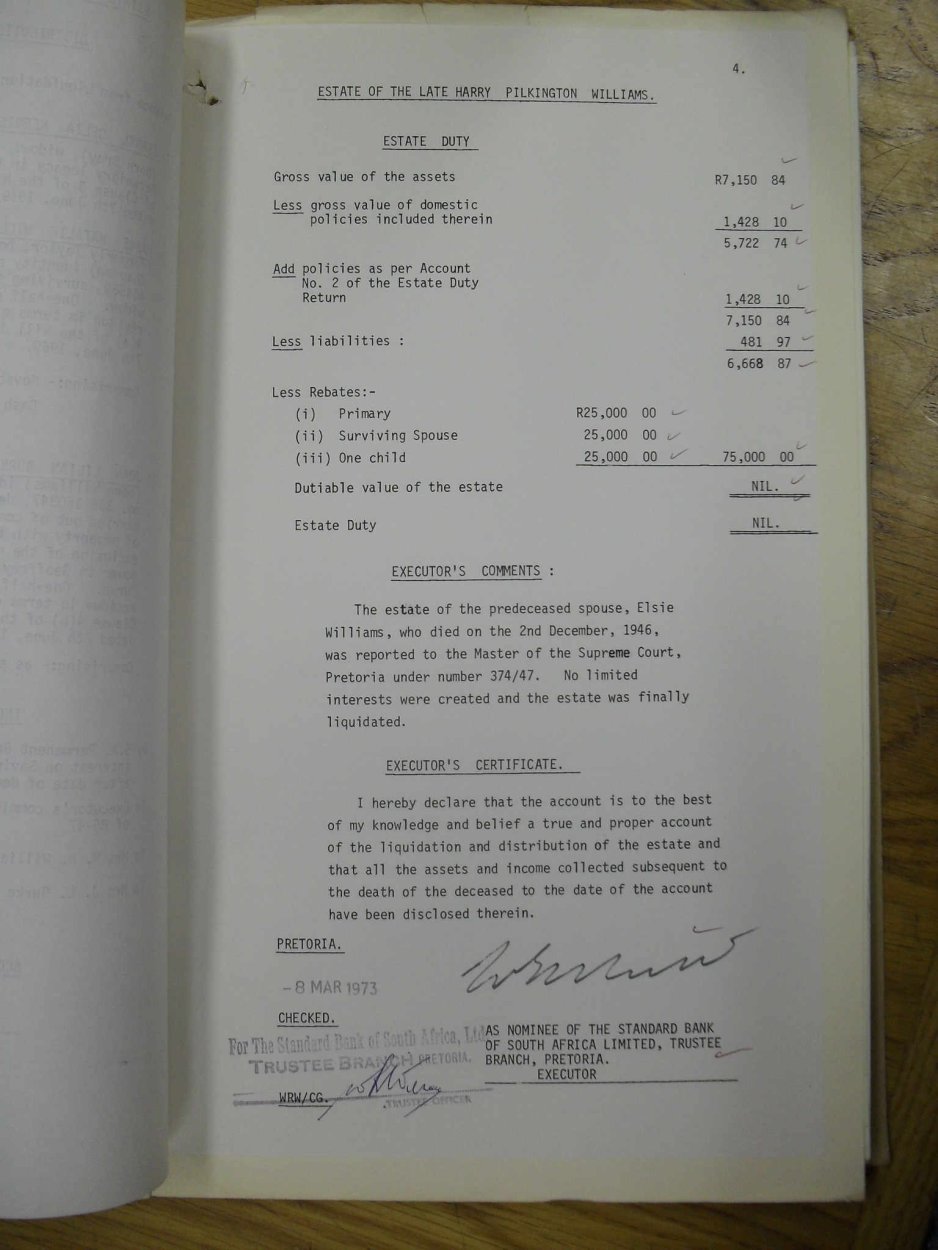 4.
ESTATE OF THE LATE HARRY PILKINGTON WILLIAMS.
ESTATE DUTY
Gross value of the assets R7,150 84
Less gross value of domestic
policies included therein 1,428 10
5,722 74
Add policies as per Account
No. 2 of the Estate Duty
Return 1,428 10
7,150 84
Less liabilities : 481 97
6,668 87
Less Rebates:-
(i) Primary R25,000 00
(ii) Surviving Spouse 25,000 00
(iii) One child 25,000 00 75,000 00
Dutiable value of the estate NIL.
Estate Duty NIL.
EXECUTOR'S COMMENTS :
The estate of the predeceased spouse, Elsie
Williams, who died on the 2nd December, 1946,
was reported to the Master of the Supreme Court,
Pretoria under number 374/47. No limited
interests were created and the estate was finally
liquidated.
EXECUTOR'S CERTIFICATE.
I hereby declare that the account is to the best
of my knowledge and belief a true and proper account
of the liquidation and distribution of the estate and
that all the assets and income collected subsequent to
the death of the deceased to the date of the account
have been disclosed therein.
PRETORIA.
-8 MAR 1973
CHECKED.
For The Standard Bank of South Africa, Ltd
TRUSTEE BRANCH PRETORIA.
WRW/CG.
TRUSTEE OFFICER
AS NOMINEE OF THE STANDARD BANK
OF SOUTH AFRICA LIMITED, TRUSTEE
BRANCH, PRETORIA.
EXECUTOR